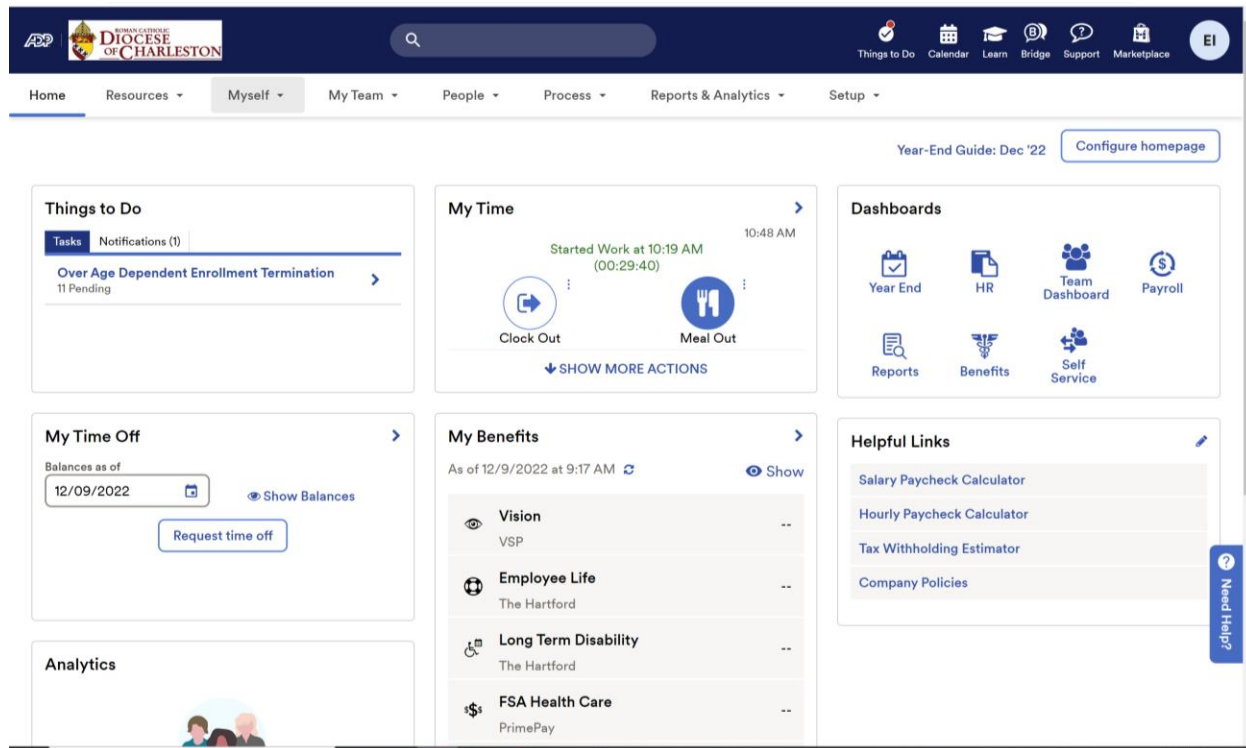 ADP
ROMAN CATHOLIC
DIOCESE
OF CHARLESTON
Things to Do
Calendar
Learn
Bridge
Support
Marketplace
EI
Home
Resources
Myself
My Team
People
Process
Reports & Analytics
Setup
Year-End Guide: Dec '22
Configure homepage
Things to Do
Tasks
Notifications (1)
Over Age Dependent Enrollment Termination
11 Pending
My Time
10:48 AM
Started Work at 10:19 AM
(00:29:40)
Clock Out
Meal Out
SHOW MORE ACTIONS
Dashboards
Year End
HR
Team
Dashboard
Payroll
Reports
Benefits
Self
Service
My Time Off
Balances as of
12/09/2022
Show Balances
Request time off
My Benefits
As of 12/9/2022 at 9:17 AM
Show
Vision
--
VSP
Employee Life
--
The Hartford
Long Term Disability
--
The Hartford
FSA Health Care
--
PrimePay
Helpful Links
Salary Paycheck Calculator
Hourly Paycheck Calculator
Tax Withholding Estimator
Company Policies
? Need Help?
Analytics